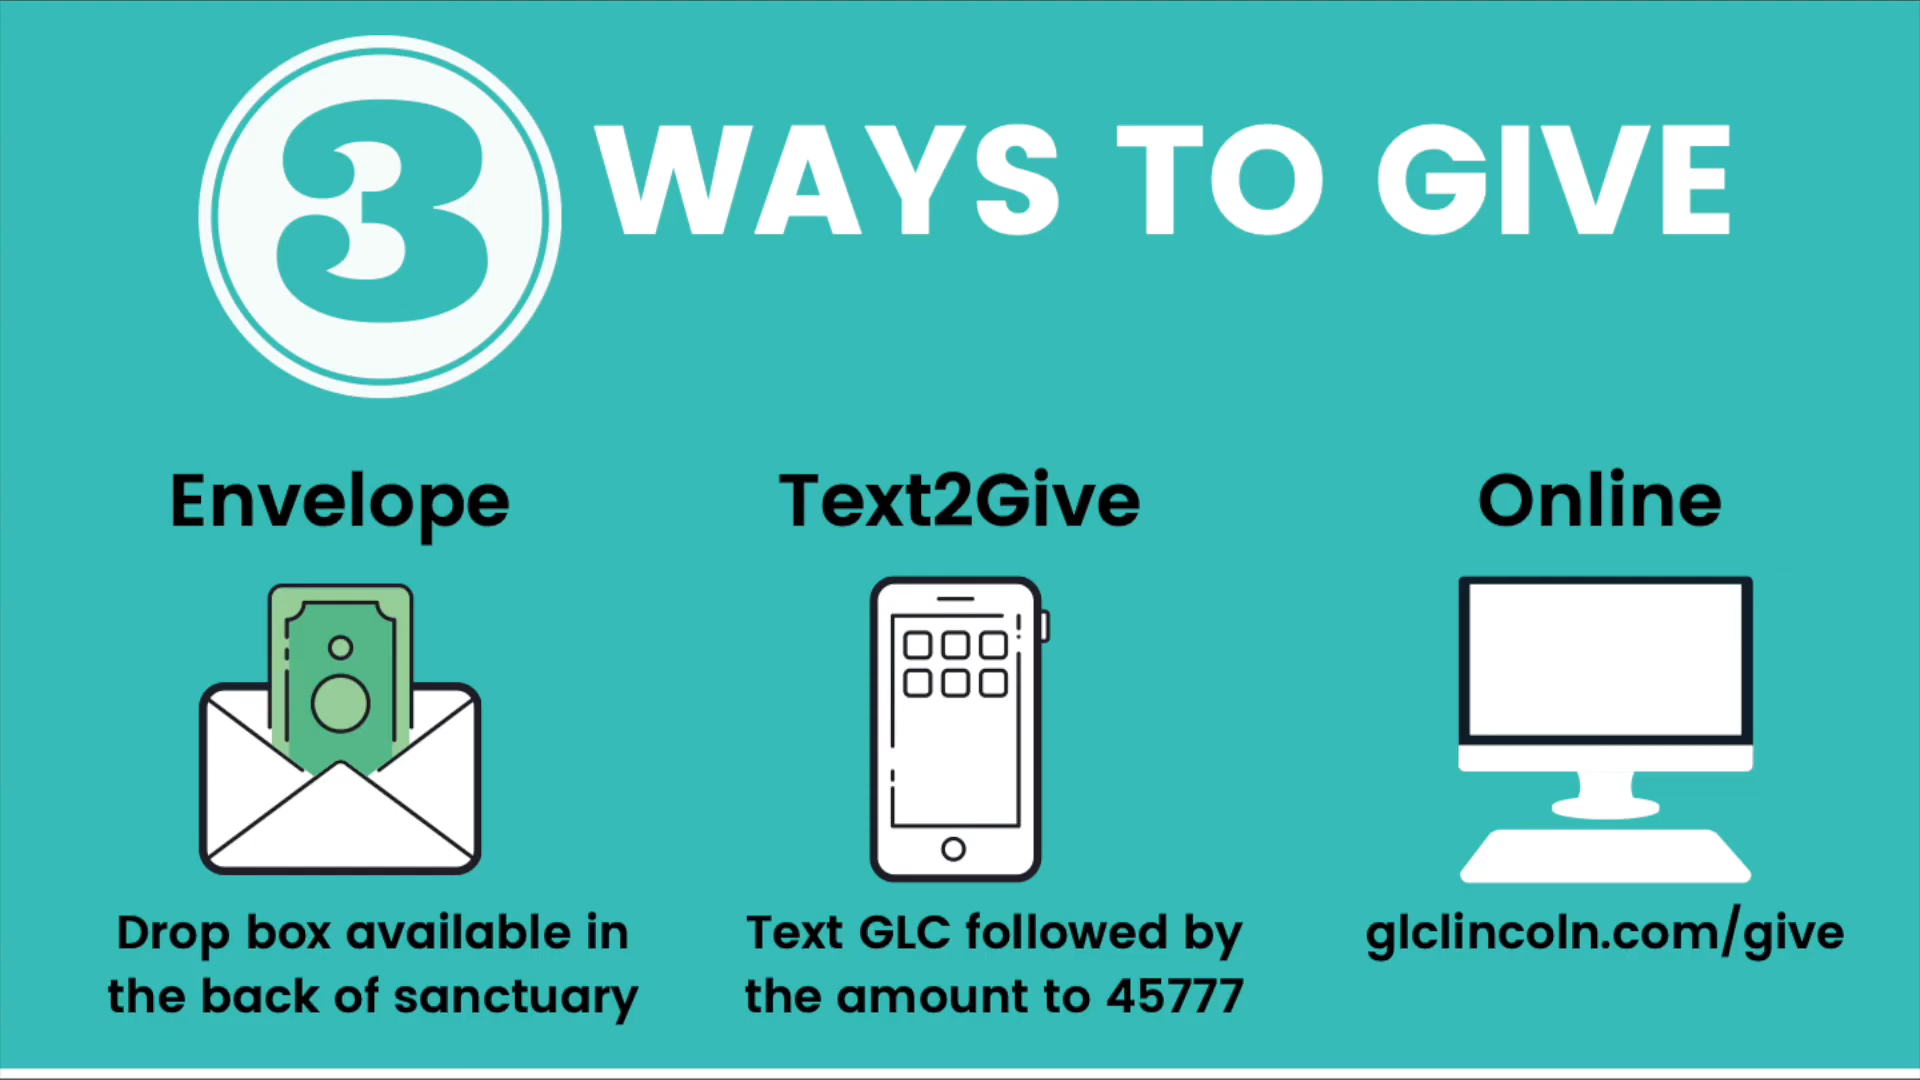 3 WAYS TO GIVE
Envelope
Text2Give
Online
Drop box available in
the back of sanctuary
Text GLC followed by
the amount to 45777
glclincoln.com/give